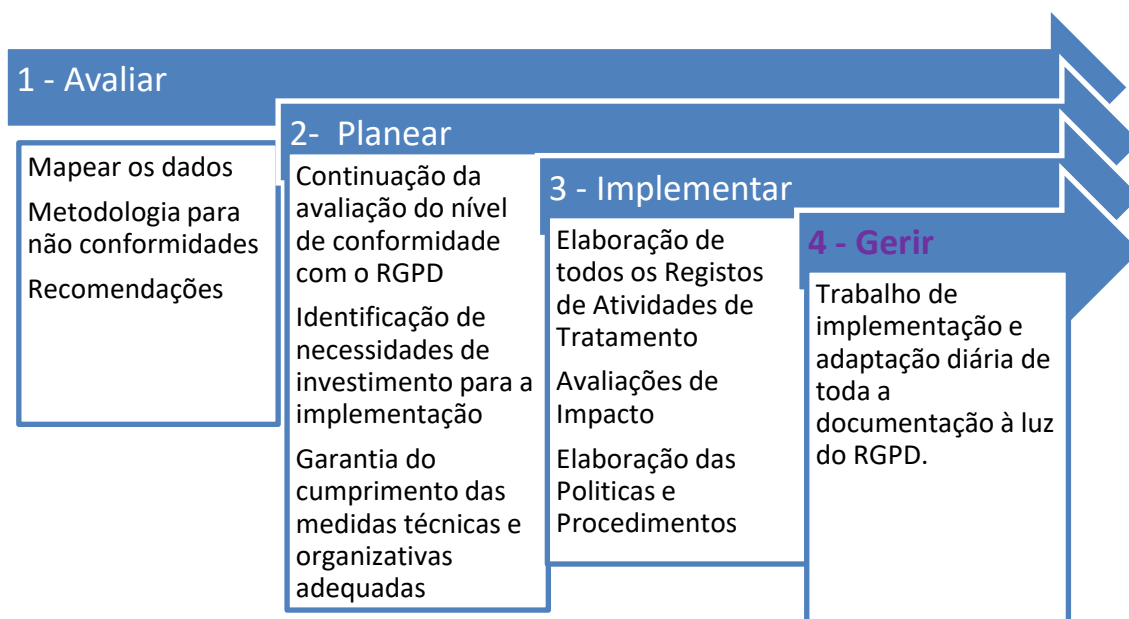 1 - Avaliar
Mapear os dados
Metodologia para
não conformidades
Recomendações
2-  Planear
Continuação da
avaliação do nível
de conformidade
com o RGPD
Identificação de
necessidades de
investimento para a
implementação
Garantia do
cumprimento das
medidas técnicas e
organizativas
adequadas
3 - Implementar
Elaboração de
todos os Registos
de Atividades de
Tratamento
Avaliações de
Impacto
Elaboração das
Politicas e
Procedimentos
4 - Gerir
Trabalho de
implementação e
adaptação diária de
toda a
documentação à luz
do RGPD.